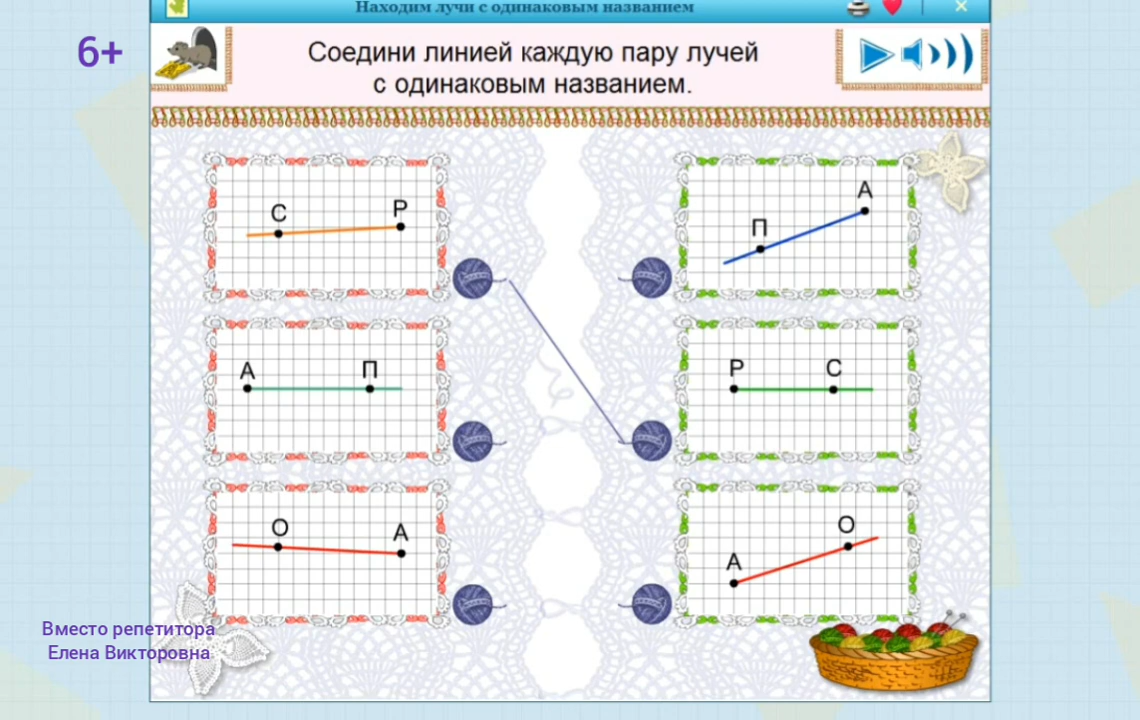 Находим лучи с одинаковым названием
6+
Соедини линией каждую пару лучей
с одинаковым названием.
С Р
П А
А П
Р С
О А
А О
Вместо репетитора
Елена Викторовна